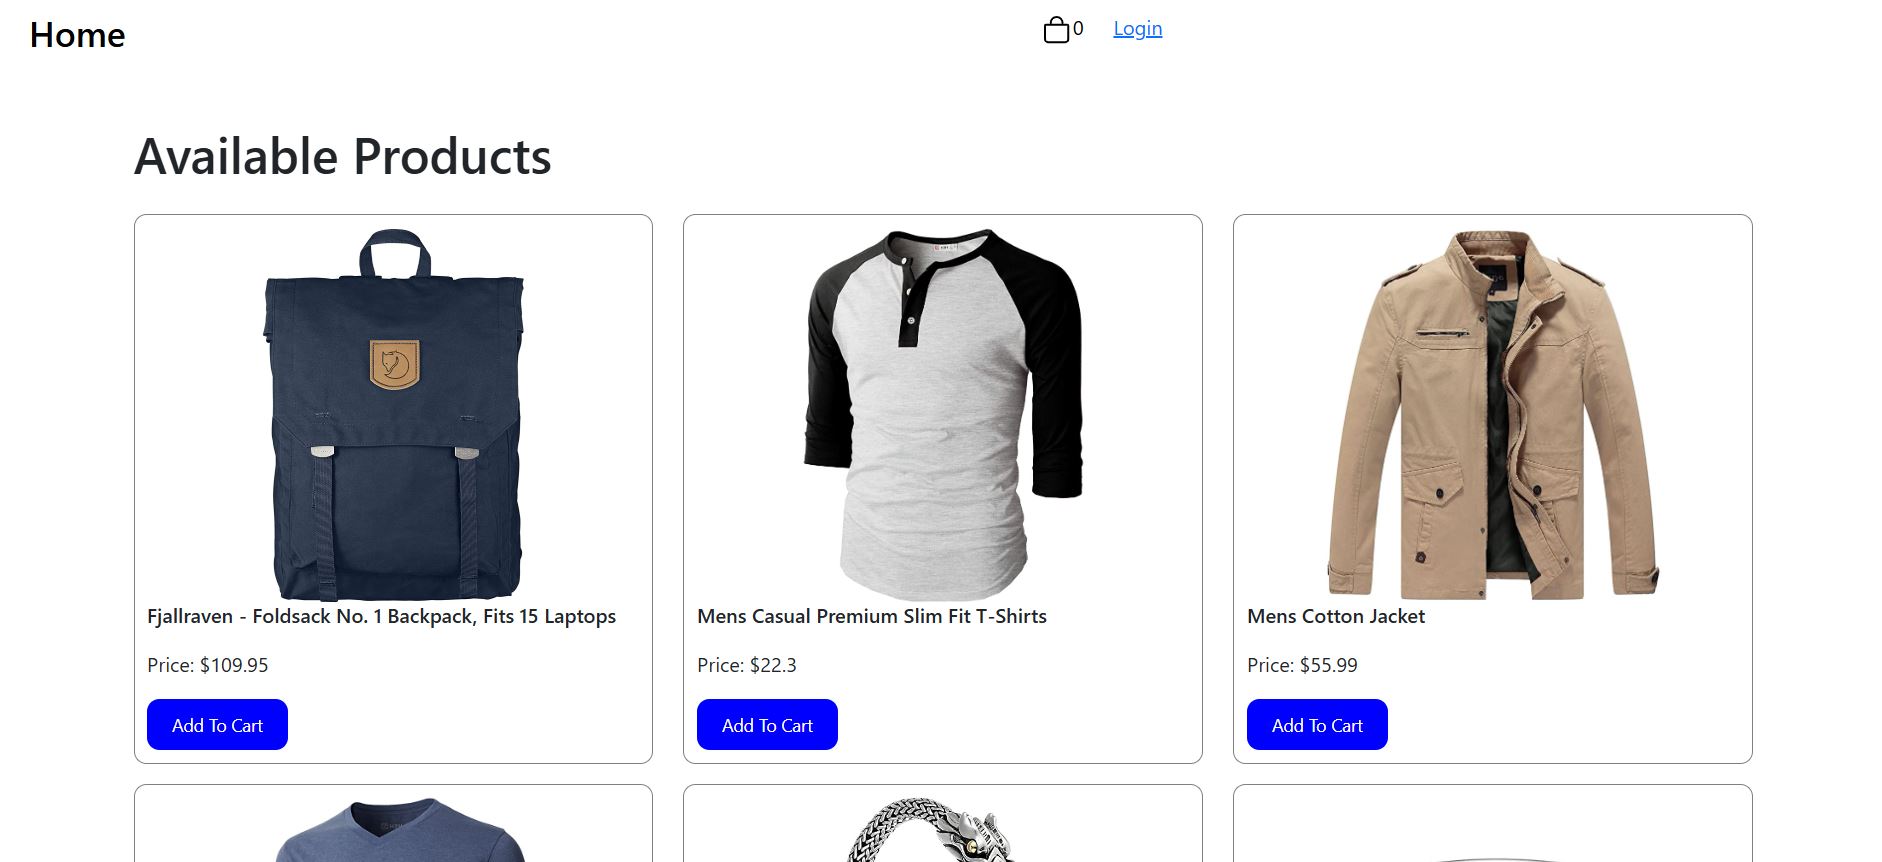 Home
0 Login
Available Products
Fjallraven - Foldsack No. 1 Backpack, Fits 15 Laptops
Price: $109.95
Add To Cart
Mens Casual Premium Slim Fit T-Shirts
Price: $22.3
Add To Cart
Mens Cotton Jacket
Price: $55.99
Add To Cart